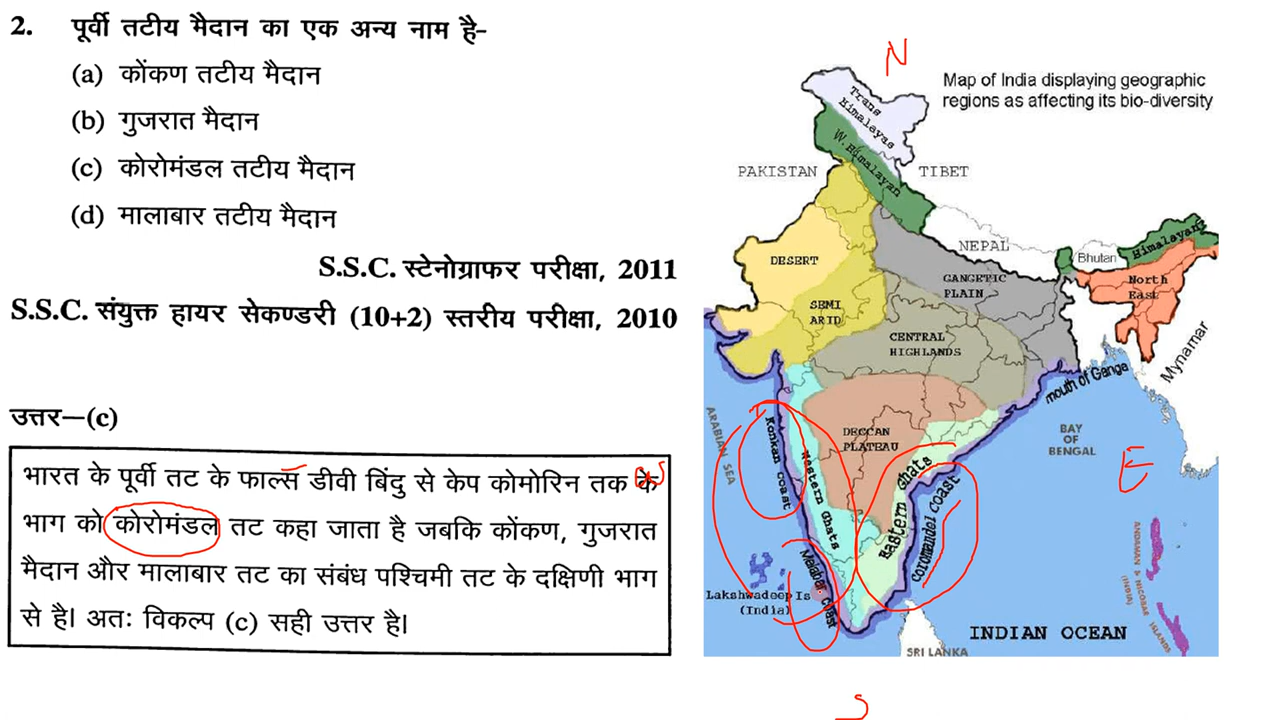 2. पूर्वी तटीय मैदान का एक अन्य नाम है-
(a) कोंकण तटीय मैदान
(b) गुजरात मैदान
(c) कोरोमंडल तटीय मैदान
(d) मालाबार तटीय मैदान
S.S.C. स्टेनोग्राफर परीक्षा, 2011
S.S.C. संयुक्त हायर सेकण्डरी (10+2) स्तरीय परीक्षा, 2010
उत्तर—(c)
भारत के पूर्वी तट के फाल्स डीवी बिंदु से केप कोमोरिन तक के
भाग को कोरोमंडल तट कहा जाता है जबकि कोंकण, गुजरात
मैदान और मालाबार तट का संबंध पश्चिमी तट के दक्षिणी भाग
से है। अतः विकल्प (c) सही उत्तर है।
N
Map of India displaying geographic
regions as affecting its bio-diversity
Trans
Himalayas
W. Himalayan
PAKISTAN
TIBET
NEPAL
Bhutan
Himalayan
DESERT
GANGETIC
PLAIN
North
East
SEMI
ARID
CENTRAL
HIGHLANDS
Mynamar
mouth of Ganga
ARABIAN SEA
Konkan Coast
DECCAN
PLATEAU
BAY
OF
BENGAL
E
Western Ghats
Eastern Ghats
Coromandel Coast
Malabar Coast
Lakshwadeep Is
(India)
ANDAMAN & NICOBAR ISLANDS
(INDIA)
INDIAN OCEAN
SRI LANKA
S